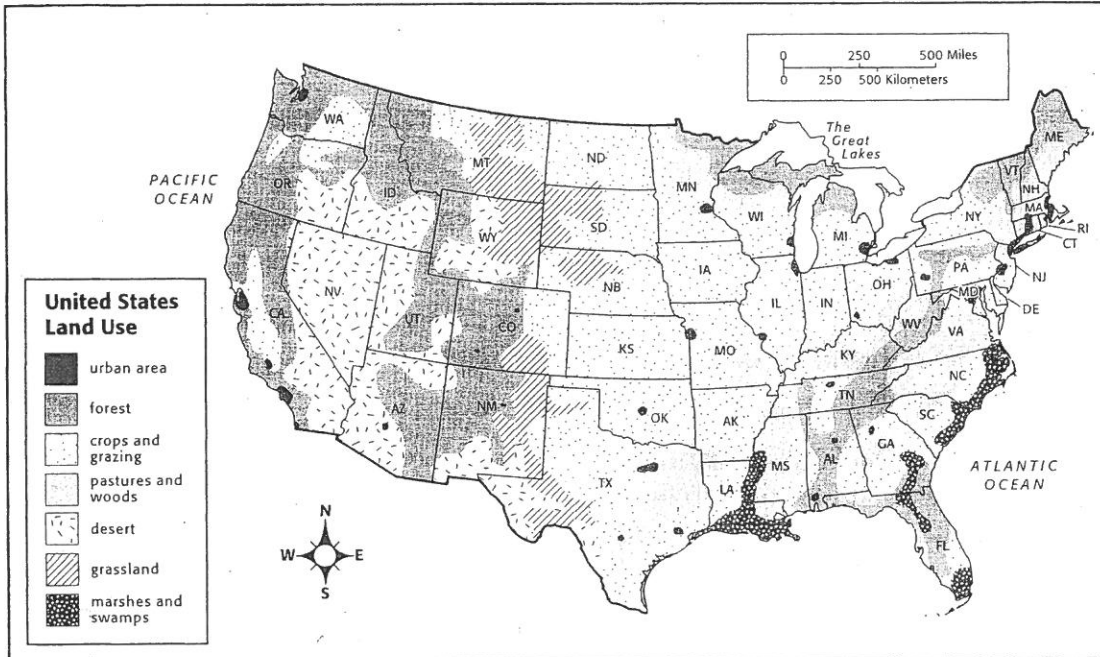 0 250 500 Miles
0 250 500 Kilometers
The
Great
Lakes
PACIFIC
OCEAN
ATLANTIC
OCEAN
WA
OR
CA
ID
NV
MT
WY
UT
CO
AZ
NM
ND
SD
NB
KS
OK
TX
MN
IA
MO
AK
LA
WI
IL
MI
IN
OH
KY
TN
MS
AL
GA
FL
SC
NC
VA
WV
MD
PA
NY
VT
NH
MA
ME
RI
CT
NJ
DE
United States
Land Use
urban area
forest
crops and
grazing
pastures and
woods
desert
grassland
marshes and
swamps
N
W E
S